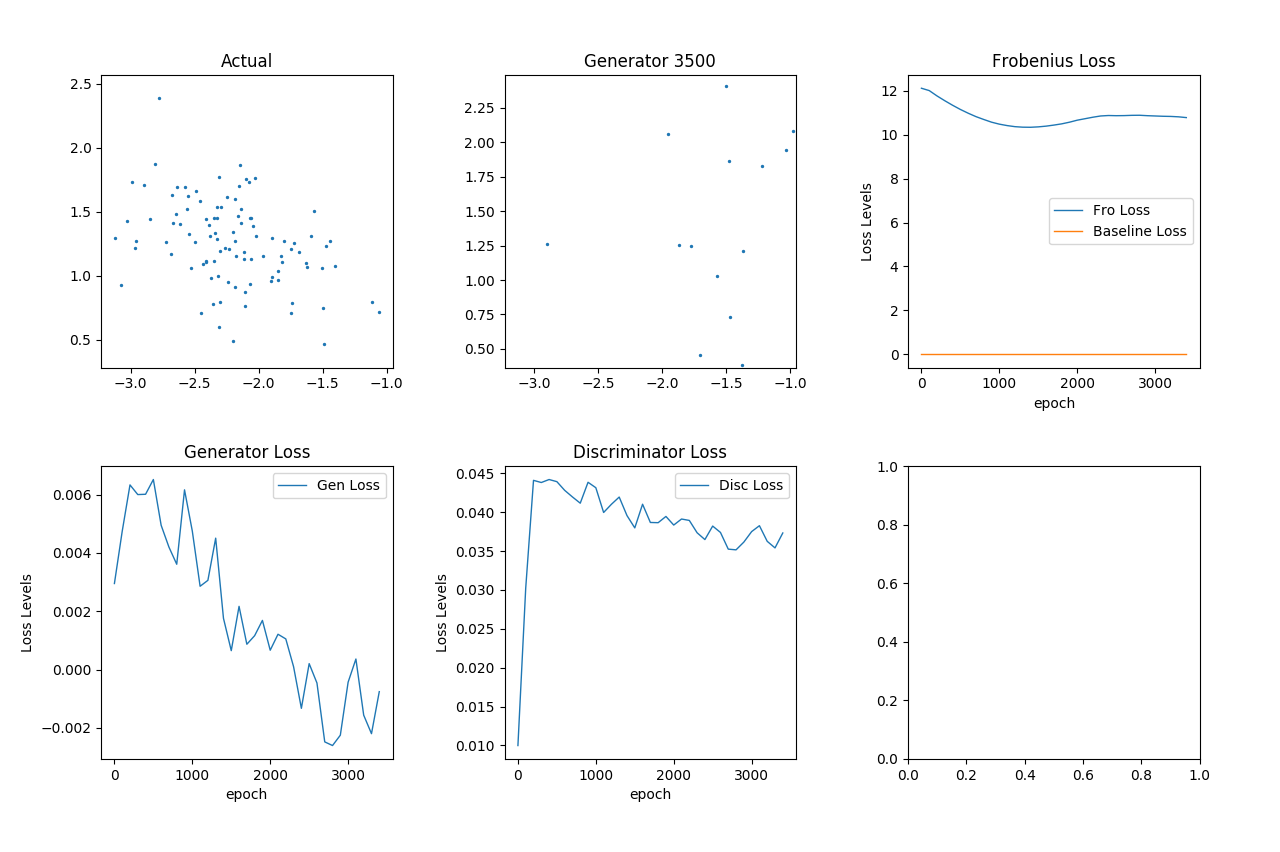 Actual
2.5
2.0
1.5
1.0
0.5
−3.0 −2.5 −2.0 −1.5 −1.0
Generator 3500
2.25
2.00
1.75
1.50
1.25
1.00
0.75
0.50
−3.0 −2.5 −2.0 −1.5 −1.0
Frobenius Loss
Loss Levels
12
10
8
6
4
2
0
Fro Loss
Baseline Loss
0 1000 2000 3000
epoch
Generator Loss
Loss Levels
0.006
0.004
0.002
0.000
−0.002
Gen Loss
0 1000 2000 3000
epoch
Discriminator Loss
Loss Levels
0.045
0.040
0.035
0.030
0.025
0.020
0.015
0.010
Disc Loss
0 1000 2000 3000
epoch
1.0
0.8
0.6
0.4
0.2
0.0
0.0 0.2 0.4 0.6 0.8 1.0